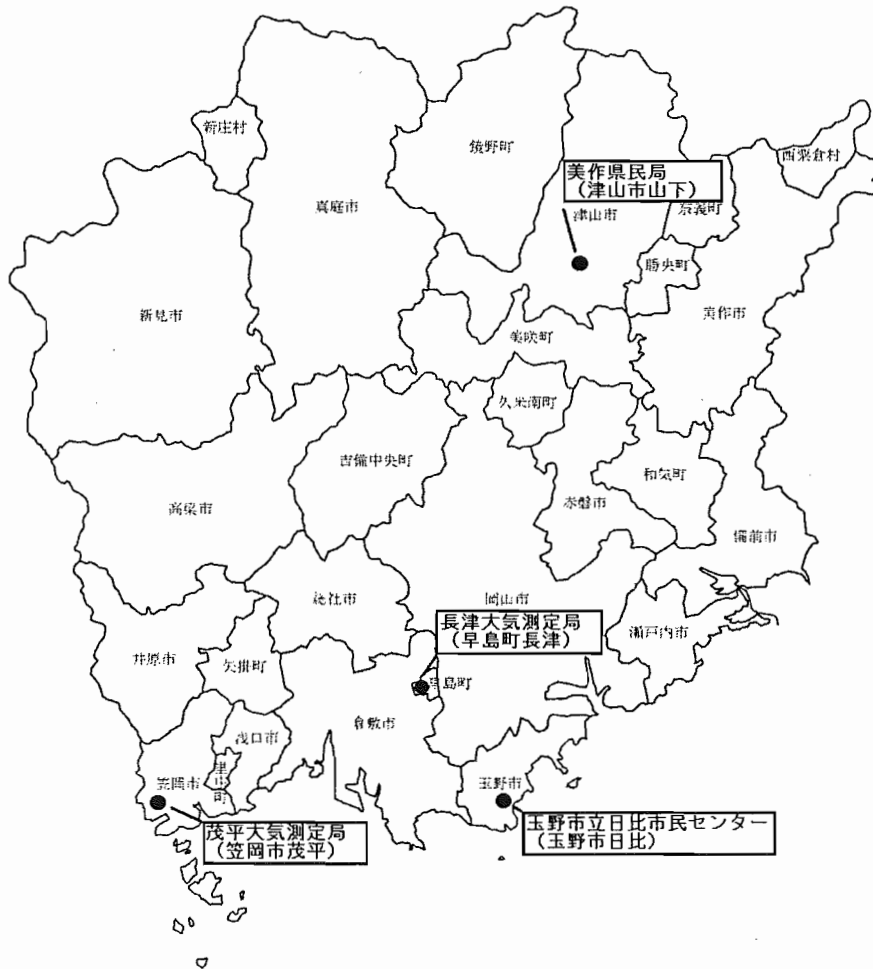 新庄村
鏡野町
西粟倉村
美作県民局
(津山市山下)
真庭市
津山市
奈義町
勝央町
新見市
美作市
美咲町
久米南町
吉備中央町
和気町
高梁市
赤磐市
備前市
総社市
岡山市
長津大気測定局
(早島町長津)
瀬戸内市
井原市
矢掛町
早島町
倉敷市
浅口市
里庄町
笠岡市
玉野市
茂平大気測定局
(笠岡市茂平)
玉野市立日比市民センター
(玉野市日比)